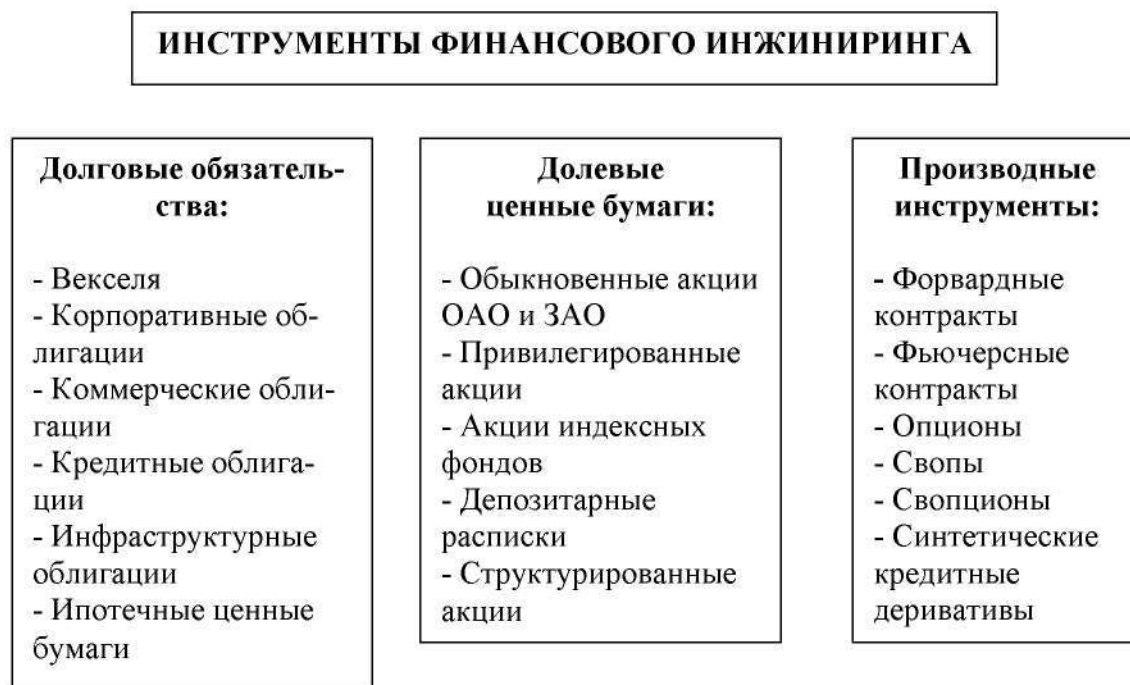 ИНСТРУМЕНТЫ ФИНАНСОВОГО ИНЖИНИРИНГА
Долговые обязатель-
ства:
- Векселя
- Корпоративные об-
лигации
- Коммерческие обли-
гации
- Кредитные облига-
ции
- Инфраструктурные
облигации
- Ипотечные ценные
бумаги
Долевые
ценные бумаги:
- Обыкновенные акции
ОАО и ЗАО
- Привилегированные
акции
- Акции индексных
фондов
- Депозитарные
расписки
- Структурированные
акции
Производные
инструменты:
- Форвардные
контракты
- Фьючерсные
контракты
- Опционы
- Свопы
- Свопционы
- Синтетические
кредитные
деривативы